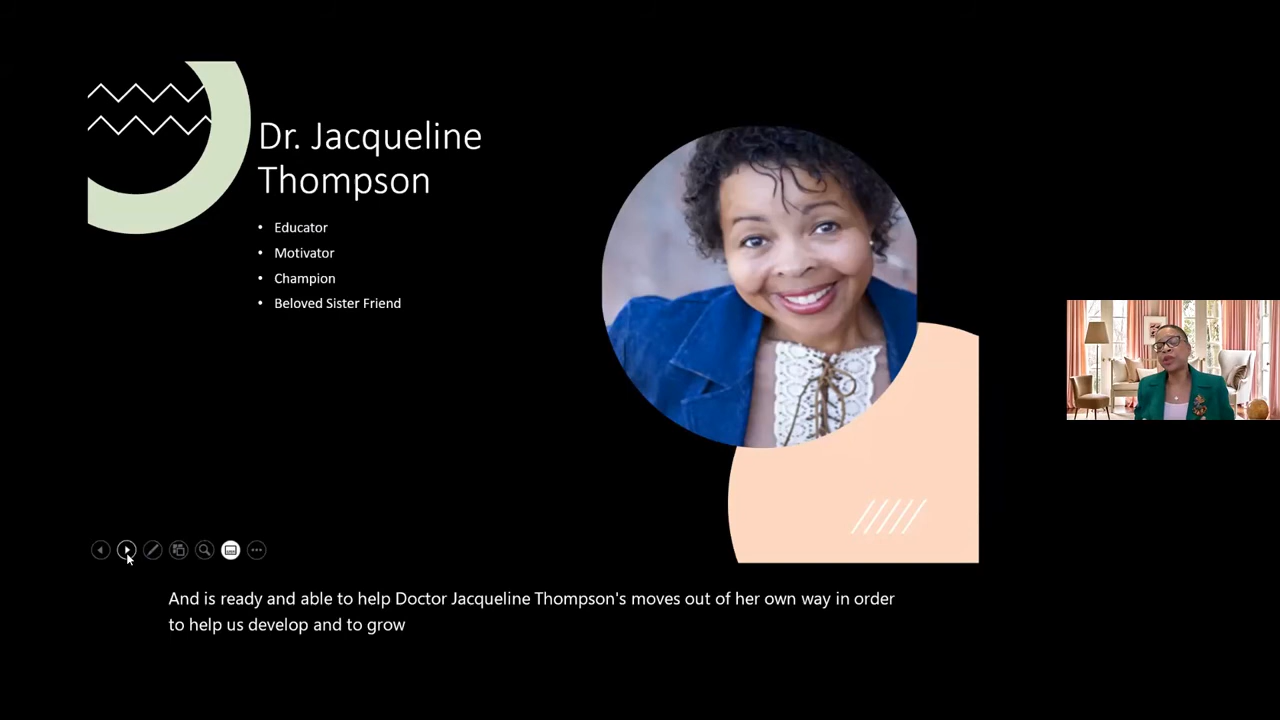 Dr. Jacqueline
Thompson
• Educator
• Motivator
• Champion
• Beloved Sister Friend
And is ready and able to help Doctor Jacqueline Thompson's moves out of her own way in order
to help us develop and to grow